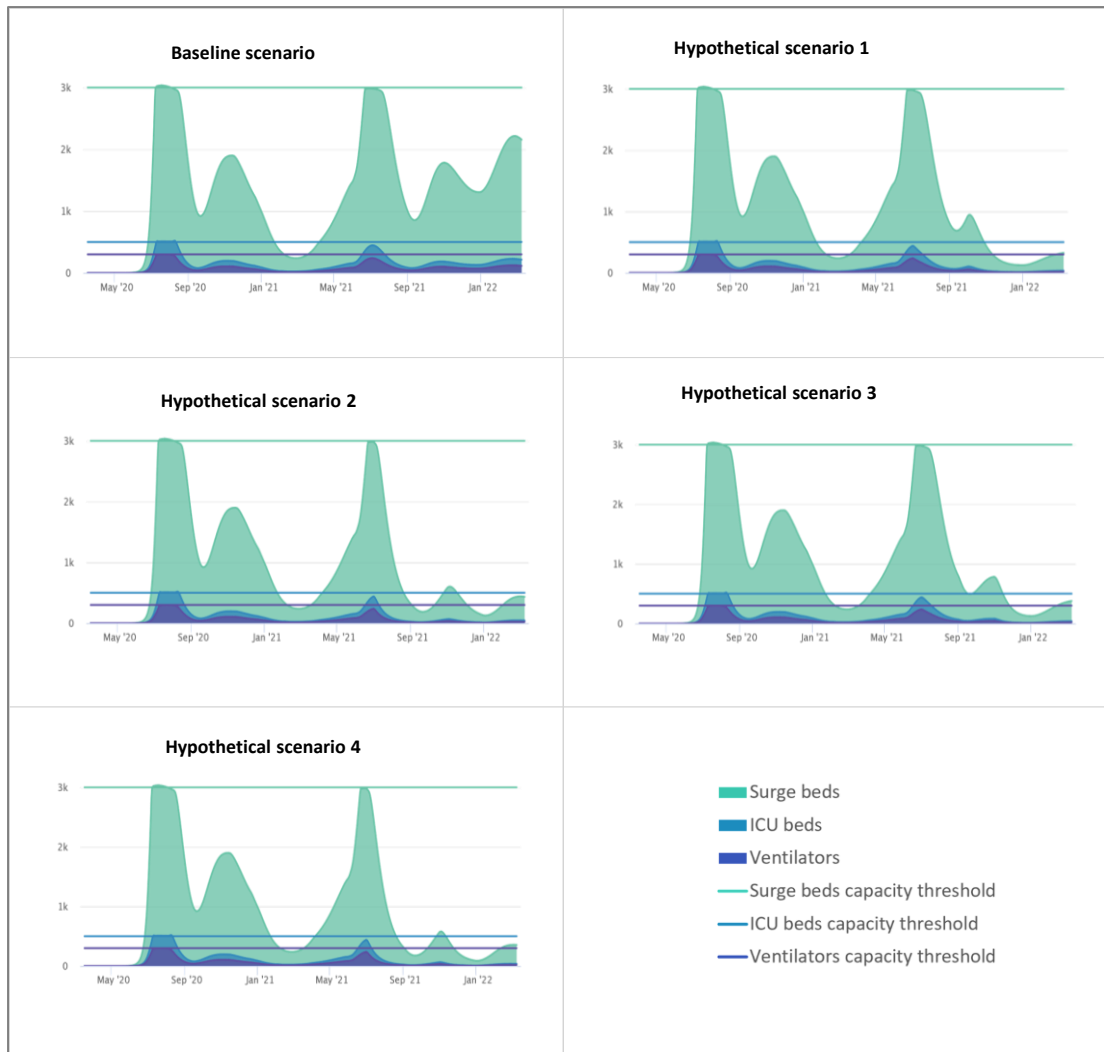 Baseline scenario
3k
2k
1k
0
May '20 Sep '20 Jan '21 May '21 Sep '21 Jan '22
Hypothetical scenario 1
3k
2k
1k
0
May '20 Sep '20 Jan '21 May '21 Sep '21 Jan '22
Hypothetical scenario 2
3k
2k
1k
0
May '20 Sep '20 Jan '21 May '21 Sep '21 Jan '22
Hypothetical scenario 3
3k
2k
1k
0
May '20 Sep '20 Jan '21 May '21 Sep '21 Jan '22
Hypothetical scenario 4
3k
2k
1k
0
May '20 Sep '20 Jan '21 May '21 Sep '21 Jan '22
Surge beds
ICU beds
Ventilators
Surge beds capacity threshold
ICU beds capacity threshold
Ventilators capacity threshold